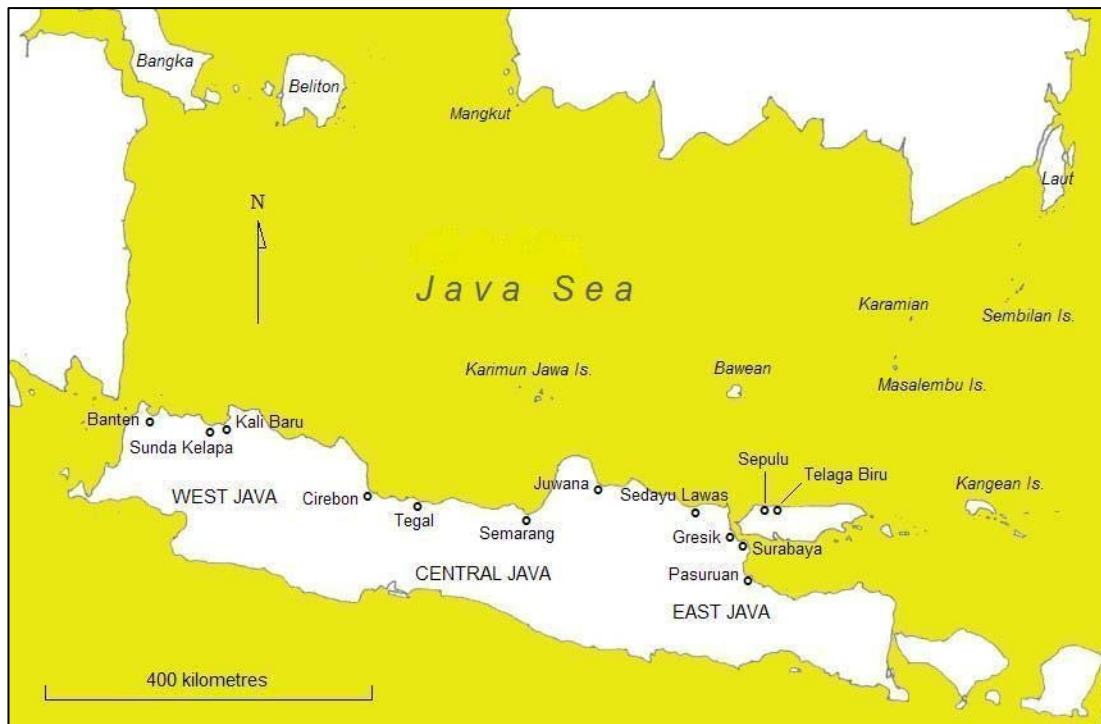 Bangka
Beliton
Mangkut
Laut
N
Java Sea
Karamian
Sembilan Is.
Karimun Jawa Is.
Bawean
Masalembu Is.
Banten
Kali Baru
Sunda Kelapa
Sepulu
Telaga Biru
Juwana
Kangean Is.
WEST JAVA
Cirebon
Sedayu Lawas
Tegal
Semarang
Gresik
Surabaya
CENTRAL JAVA
Pasuruan
EAST JAVA
400 kilometres